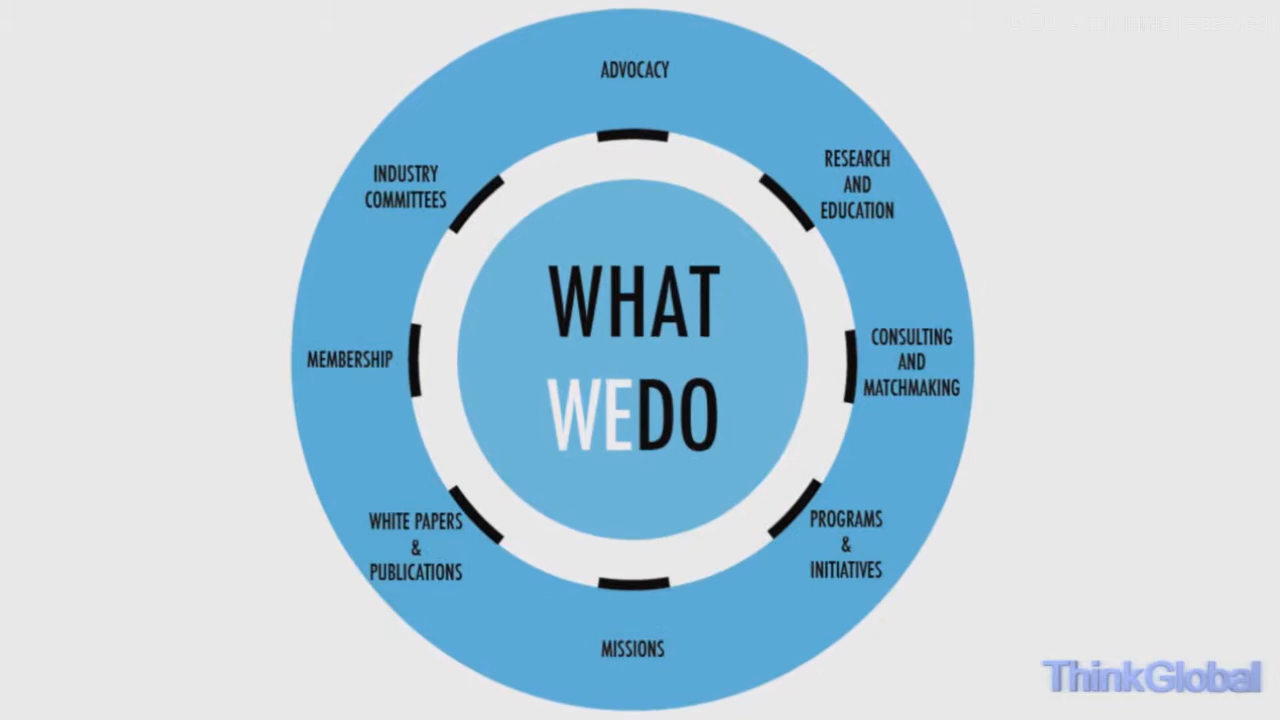 ADVOCACY
RESEARCH
AND
EDUCATION
CONSULTING
AND
MATCHMAKING
PROGRAMS
&
INITIATIVES
MISSIONS
WHITE PAPERS
&
PUBLICATIONS
MEMBERSHIP
INDUSTRY
COMMITTEES
WHAT
WEDO
ThinkGlobal